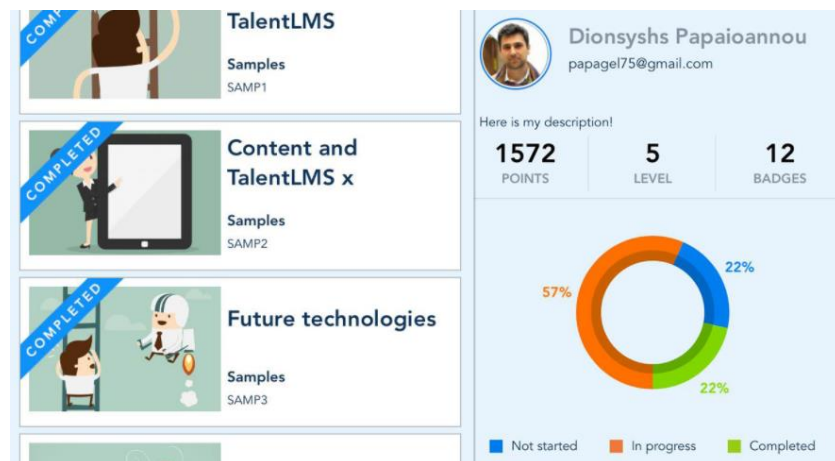 COMP
TalentLMS
Samples
SAMP1
COMPLETED
Content and
TalentLMS x
Samples
SAMP2
COMPLETED
Future technologies
Samples
SAMP3
Dionsyshs Papaioannou
papagel75@gmail.com
Here is my description!
1572
POINTS
5
LEVEL
12
BADGES
57%
22%
22%
Not started
In progress
Completed